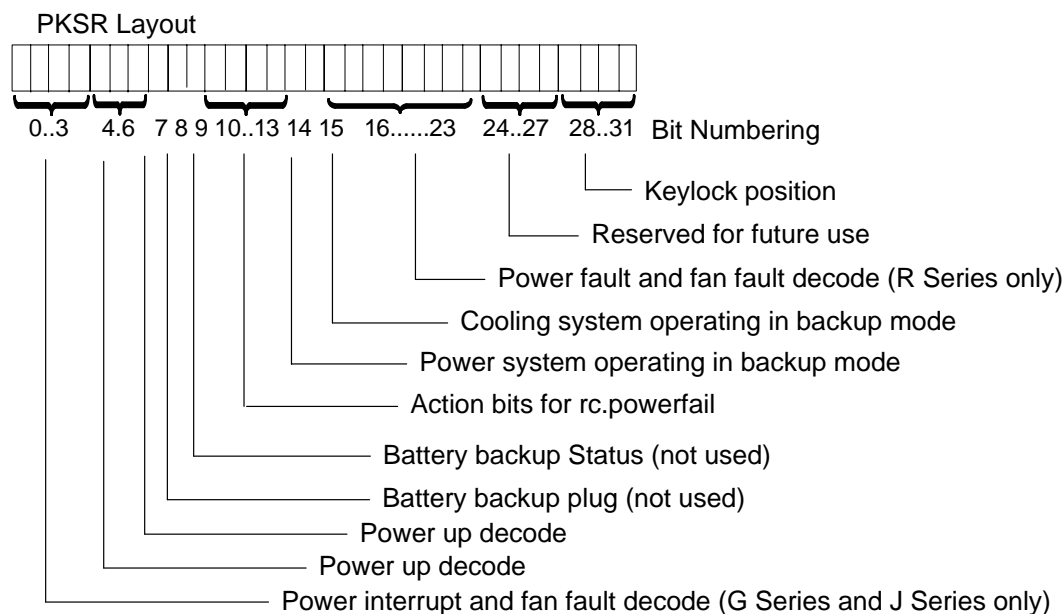 PKSR Layout
0..3 4.6 7 8 9 10..13 14 15 16......23 24..27 28..31 Bit Numbering
Keylock position
Reserved for future use
Power fault and fan fault decode (R Series only)
Cooling system operating in backup mode
Power system operating in backup mode
Action bits for rc.powerfail
Battery backup Status (not used)
Battery backup plug (not used)
Power up decode
Power up decode
Power interrupt and fan fault decode (G Series and J Series only)